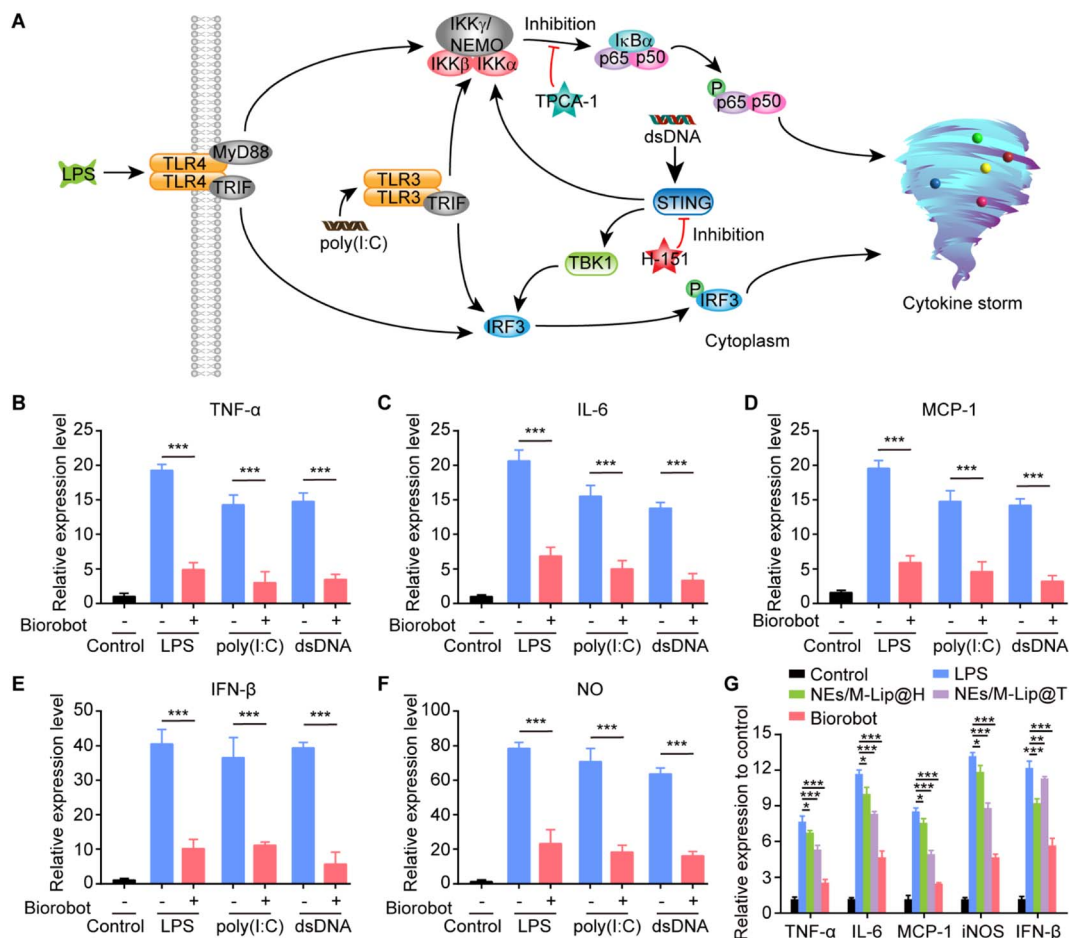 A
LPS
TLR4
TLR4
MyD88
TRIF
TLR3
TLR3
TRIF
poly(I:C)
IKKγ/
NEMO
IKKβ IKKα
Inhibition
TPCA-1
IκBα
p65 p50
P
p65 p50
dsDNA
STING
Inhibition
H-151
TBK1
IRF3
P
IRF3
Cytoplasm
Cytokine storm
B
TNF-α
Relative expression level
25
20
15
10
5
0
***
***
***
Biorobot - - + - + - +
Control LPS poly(I:C) dsDNA
C
IL-6
Relative expression level
25
20
15
10
5
0
***
***
***
Biorobot - - + - + - +
Control LPS poly(I:C) dsDNA
D
MCP-1
Relative expression level
25
20
15
10
5
0
***
***
***
Biorobot - - + - + - +
Control LPS poly(I:C) dsDNA
E
IFN-β
Relative expression level
50
40
30
20
10
0
***
***
***
Biorobot - - + - + - +
Control LPS poly(I:C) dsDNA
F
NO
Relative expression level
100
80
60
40
20
0
***
***
***
Biorobot - - + - + - +
Control LPS poly(I:C) dsDNA
G
Control
LPS
NEs/M-Lip@H
NEs/M-Lip@T
Biorobot
Relative expression to control
15
12
9
6
3
0
***
***
*
***
***
*
***
***
*
***
***
*
***
**
***
TNF-α IL-6 MCP-1 iNOS IFN-β